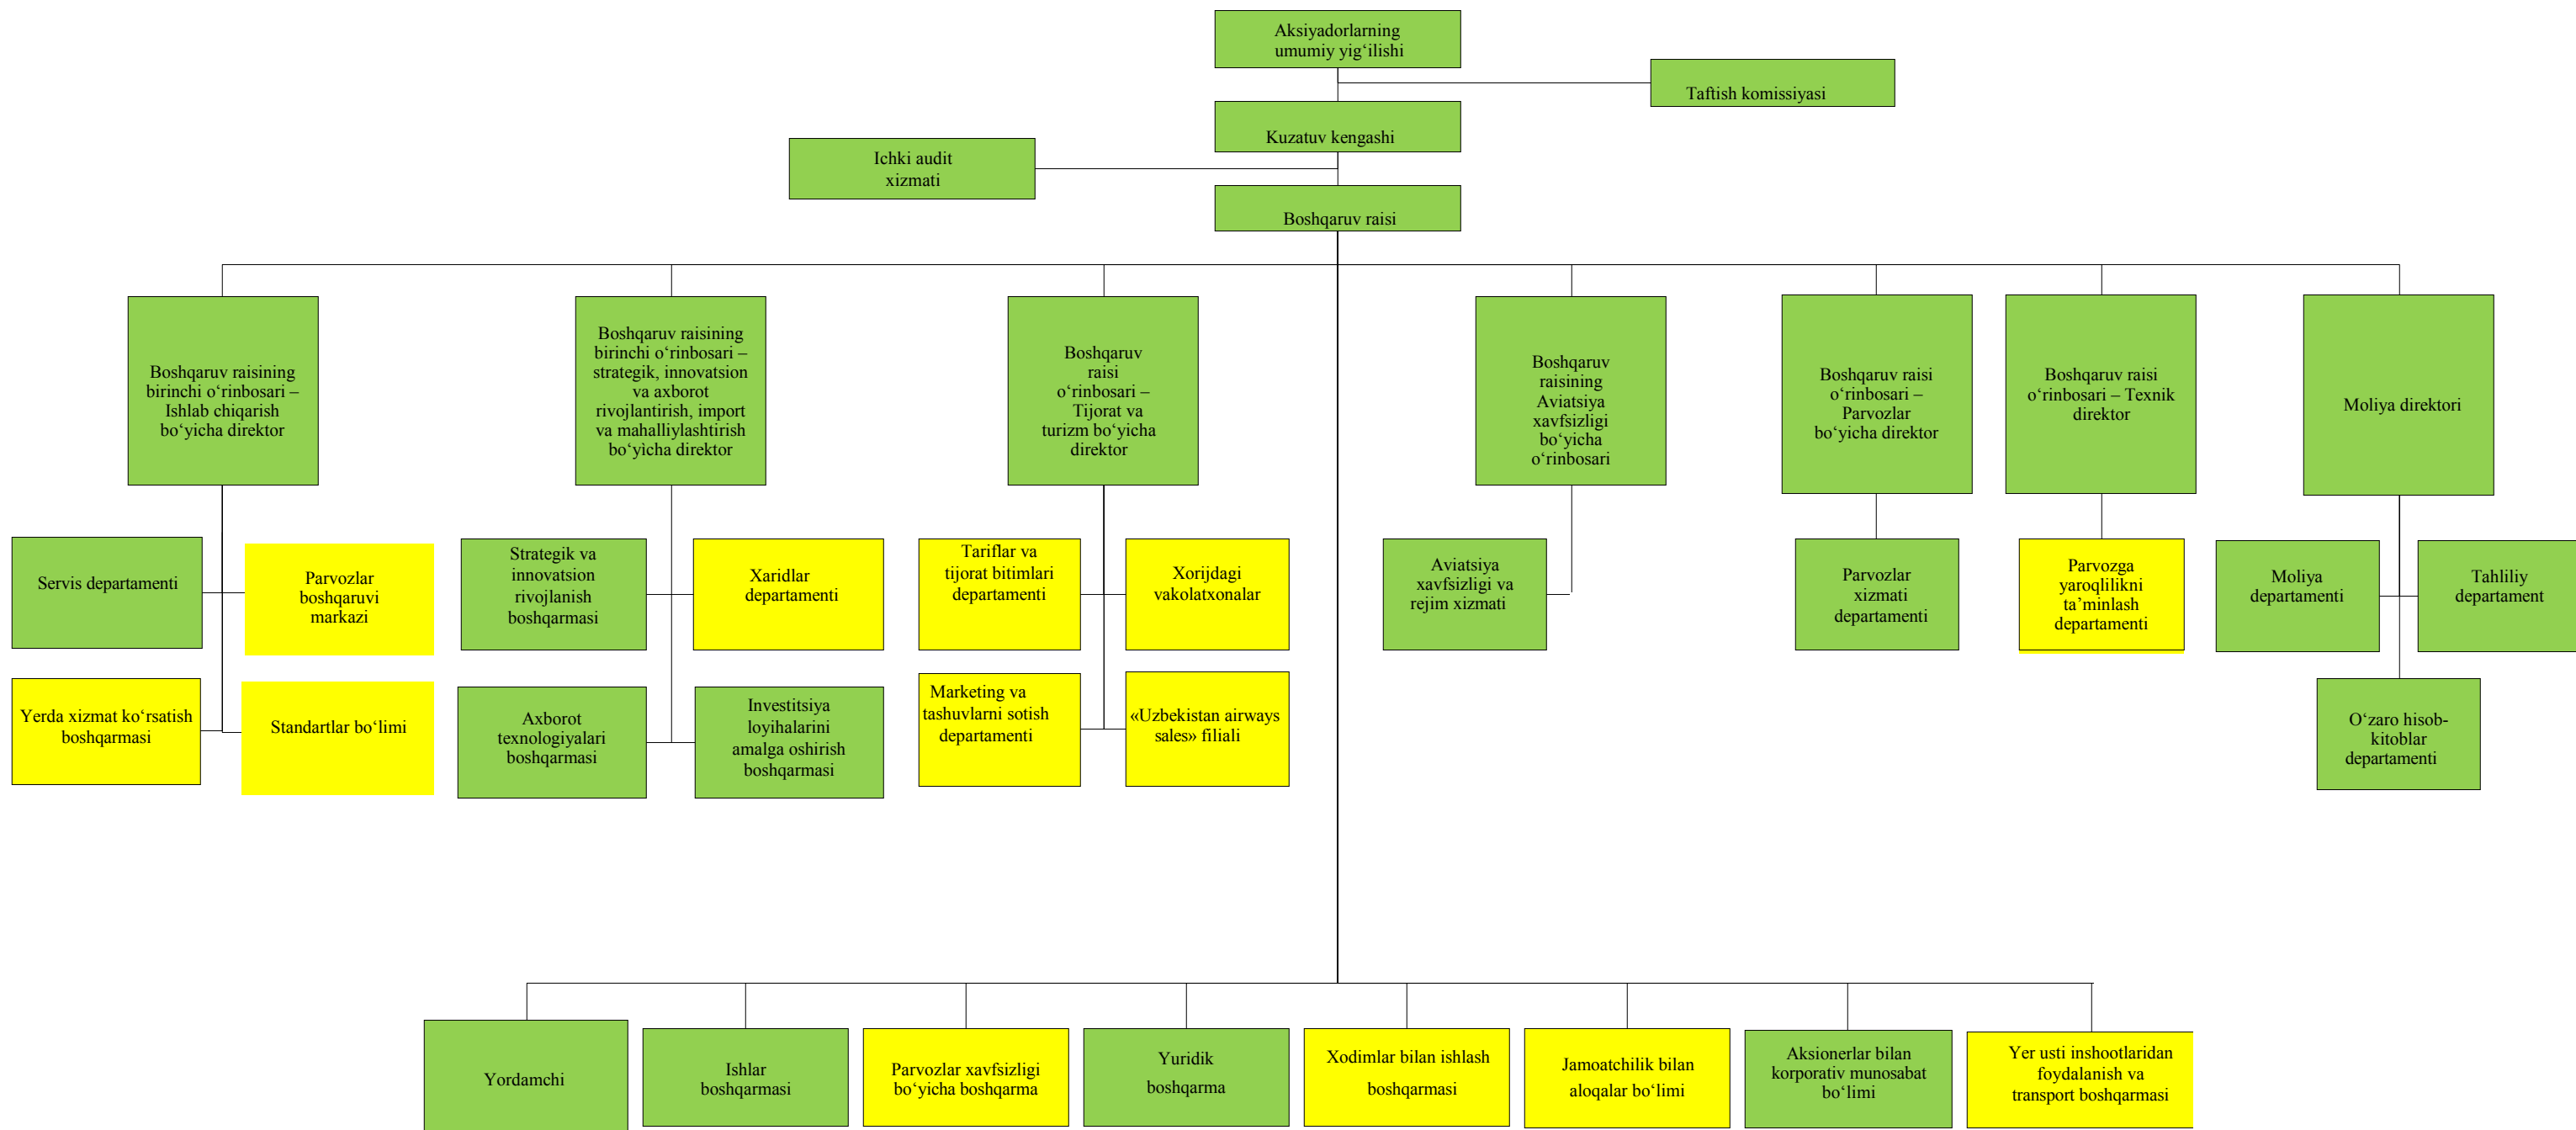 Aksiyadorlarning
umumiy yig‘ilishi
Taftish komissiyasi
Kuzatuv kengashi
Ichki audit
xizmati
Boshqaruv raisi
Boshqaruv raisining
birinchi o‘rinbosari –
Ishlab chiqarish
bo‘yicha direktor
Boshqaruv raisining
birinchi o‘rinbosari –
strategik, innovatsion
va axborot
rivojlantirish, import
va mahalliylashtirish
bo‘yicha direktor
Boshqaruv
raisi
o‘rinbosari –
Tijorat va
turizm bo‘yicha
direktor
Boshqaruv
raisining
Aviatsiya
xavfsizligi
bo‘yicha
o‘rinbosari
Boshqaruv raisi
o‘rinbosari –
Parvozlar
bo‘yicha direktor
Boshqaruv raisi
o‘rinbosari – Texnik
direktor
Moliya direktori
Servis departamenti
Parvozlar
boshqaruvi
markazi
Strategik va
innovatsion
rivojlanish
boshqarmasi
Xaridlar
departamenti
Tariflar va
tijorat bitimlari
departamenti
Xorijdagi
vakolatxonalar
Aviatsiya
xavfsizligi va
rejim xizmati
Parvozlar
xizmati
departamenti
Parvozga
yaroqlilikni
ta’minlash
departamenti
Moliya
departamenti
Tahliliy
departament
Yerda xizmat ko‘rsatish
boshqarmasi
Standartlar bo‘limi
Axborot
texnologiyalari
boshqarmasi
Investitsiya
loyihalarini
amalga oshirish
boshqarmasi
Marketing va
tashuvlarni sotish
departamenti
«Uzbekistan airways
sales» filiali
O‘zaro hisob-
kitoblar
departamenti
Yordamchi
Ishlar
boshqarmasi
Parvozlar xavfsizligi
bo‘yicha boshqarma
Yuridik
boshqarma
Xodimlar bilan ishlash
boshqarmasi
Jamoatchilik bilan
aloqalar bo‘limi
Aksionerlar bilan
korporativ munosabat
bo‘limi
Yer usti inshootlaridan
foydalanish va
transport boshqarmasi